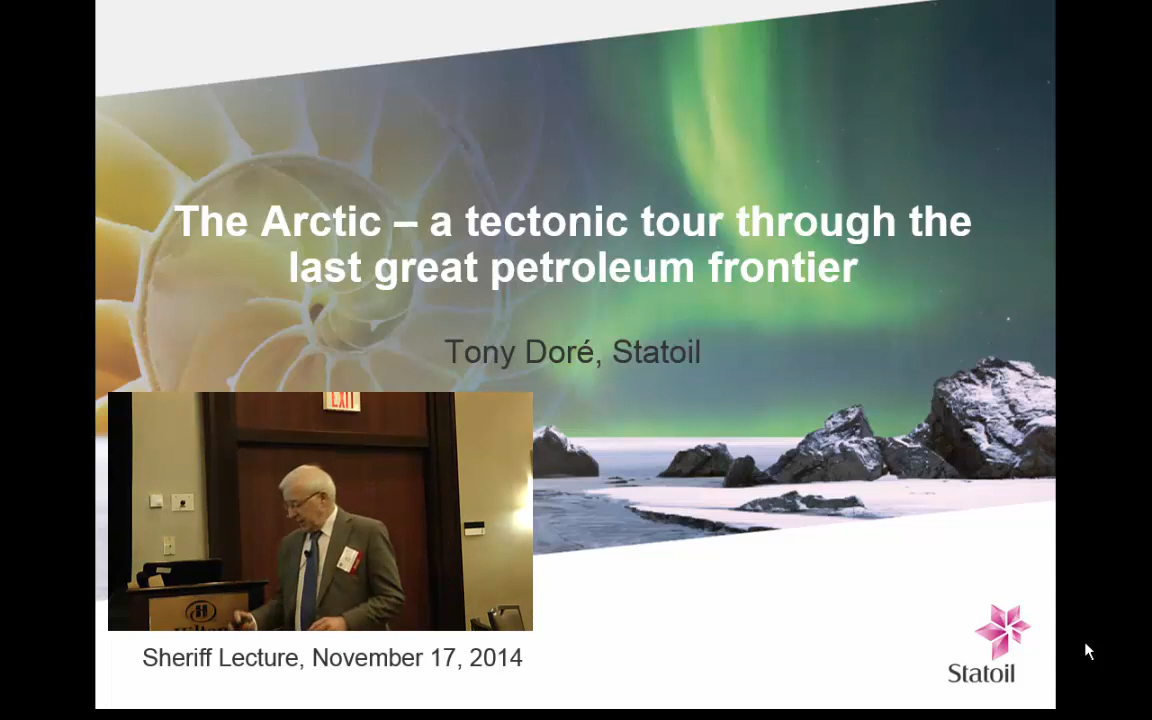 The Arctic – a tectonic tour through the
last great petroleum frontier
Tony Doré, Statoil
EXIT
Hilton
Sheriff Lecture, November 17, 2014
Statoil